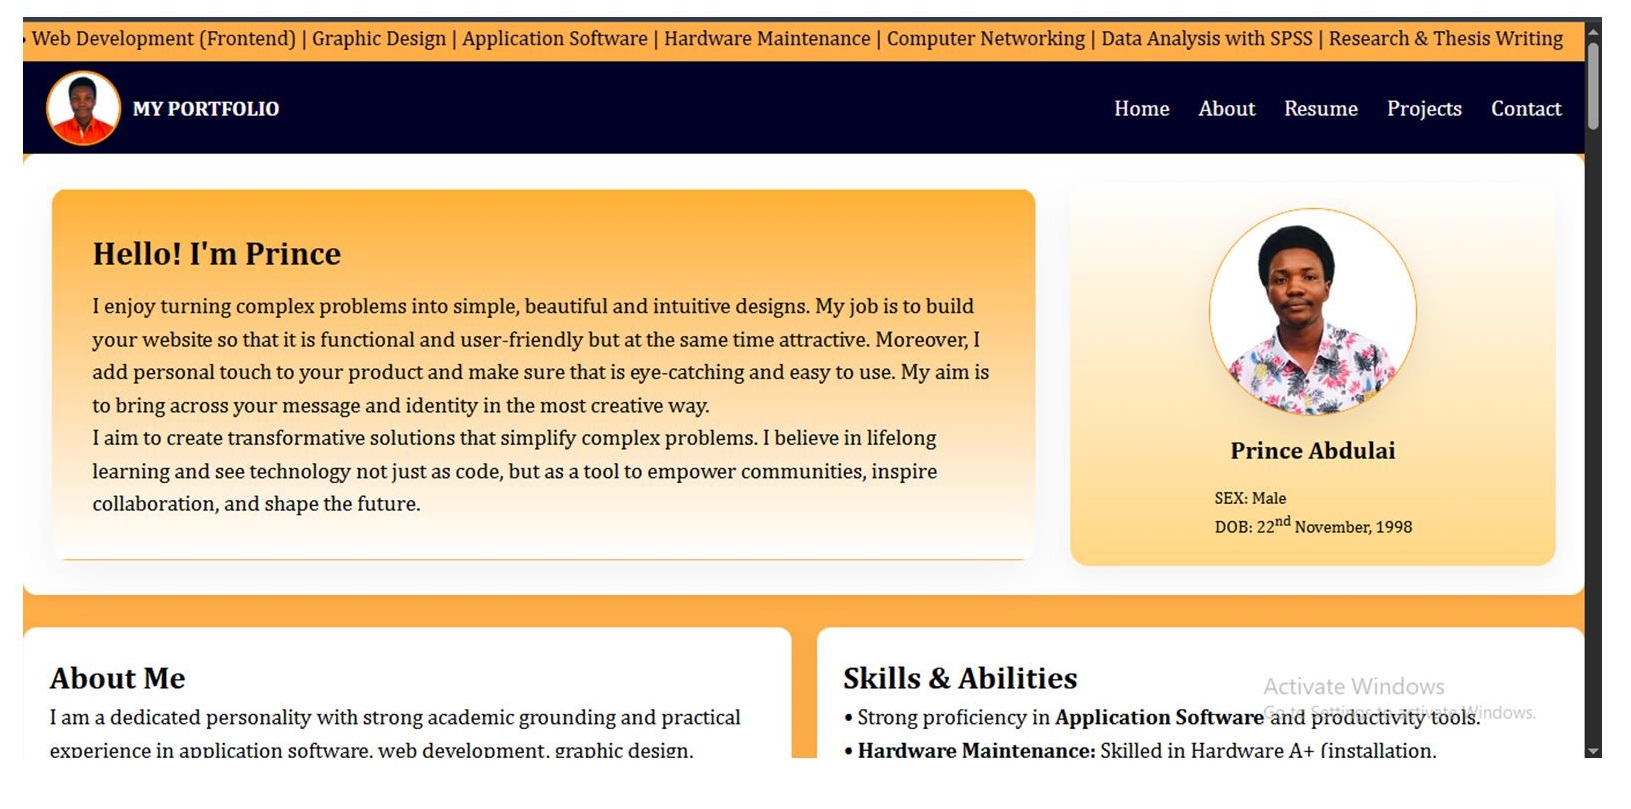 • Web Development (Frontend) | Graphic Design | Application Software | Hardware Maintenance | Computer Networking | Data Analysis with SPSS | Research & Thesis Writing
MY PORTFOLIO
Home About Resume Projects Contact
Hello! I'm Prince
I enjoy turning complex problems into simple, beautiful and intuitive designs. My job is to build
your website so that it is functional and user-friendly but at the same time attractive. Moreover, I
add personal touch to your product and make sure that is eye-catching and easy to use. My aim is
to bring across your message and identity in the most creative way.
I aim to create transformative solutions that simplify complex problems. I believe in lifelong
learning and see technology not just as code, but as a tool to empower communities, inspire
collaboration, and shape the future.
Prince Abdulai
SEX: Male
DOB: 22nd November, 1998
About Me
I am a dedicated personality with strong academic grounding and practical
experience in application software, web development, graphic design,
Skills & Abilities
• Strong proficiency in Application Software and productivity tools.
• Hardware Maintenance: Skilled in Hardware A+ (installation,
Activate Windows
Go to Settings to activate Windows.